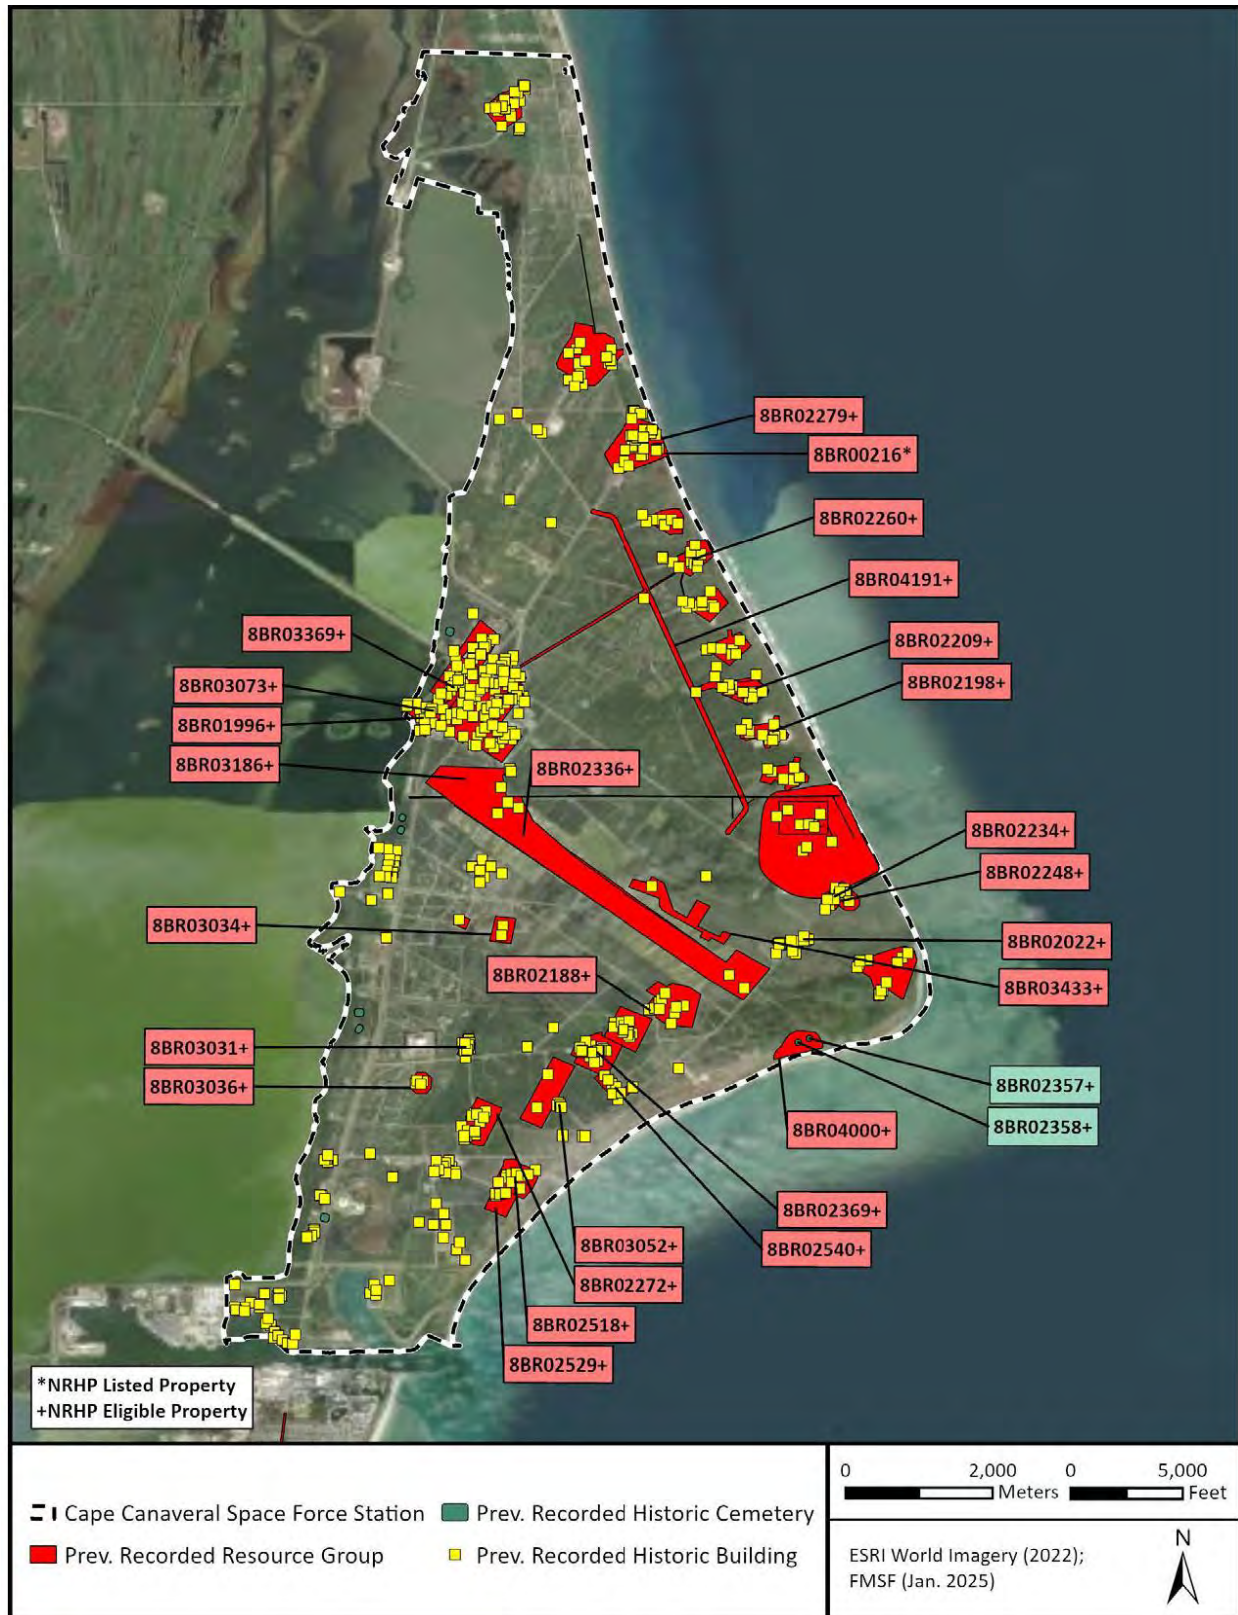 8BR02279+
8BR00216*
8BR02260+
8BR04191+
8BR03369+
8BR02209+
8BR03073+
8BR02198+
8BR01996+
8BR03186+
8BR02336+
8BR02234+
8BR02248+
8BR03034+
8BR02022+
8BR02188+
8BR03433+
8BR03031+
8BR03036+
8BR02357+
8BR02358+
8BR04000+
8BR02369+
8BR03052+
8BR02540+
8BR02272+
8BR02518+
8BR02529+
*NRHP Listed Property
+NRHP Eligible Property
Cape Canaveral Space Force Station
Prev. Recorded Historic Cemetery
Prev. Recorded Resource Group
Prev. Recorded Historic Building
0 2,000 Meters
0 5,000 Feet
ESRI World Imagery (2022);
FMSF (Jan. 2025)
N